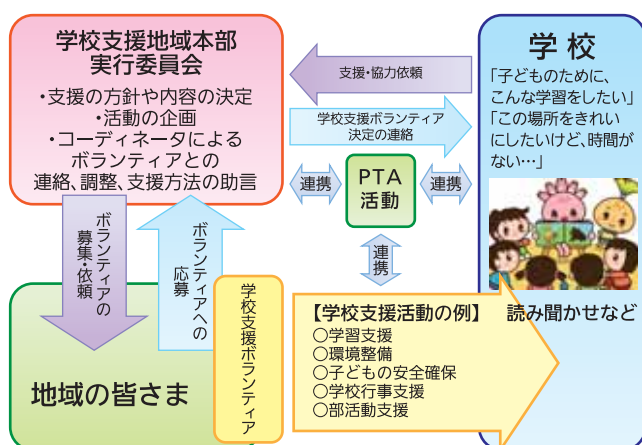 学校支援地域本部
実行委員会
・支援の方針や内容の決定
・活動の企画
・コーディネータによる
ボランティアとの
連絡、調整、支援方法の助言
支援・協力依頼
学校支援ボランティア
決定の連絡
学校
「子どものために、
こんな学習をしたい」
「この場所をきれい
にしたいけど、時間が
ない…」
連携
PTA
活動
連携
連携
ボランティアの
募集・依頼
ボランティアへの
応募
地域の皆さま
学校支援ボランティア
【学校支援活動の例】
○学習支援
○環境整備
○子どもの安全確保
○学校行事支援
○部活動支援
読み聞かせなど